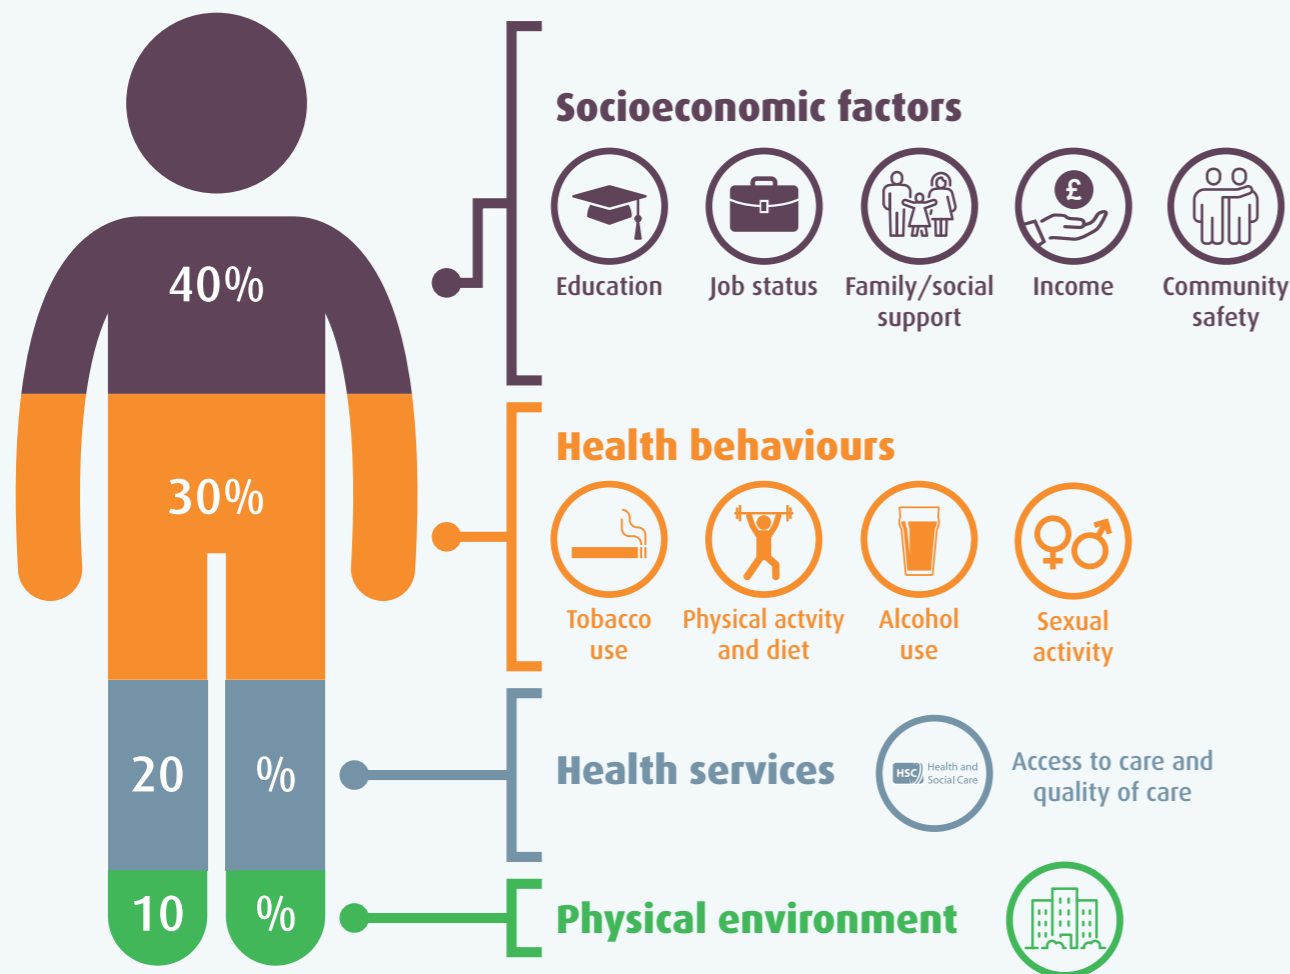 Socioeconomic factors
£
40%
Education
Job status
Family/social
support
Income
Community
safety
Health behaviours
30%
Tobacco
use
Physical actvity
and diet
Alcohol
use
Sexual
activity
20 %
Health services
HSC Health and
Social Care
Access to care and
quality of care
10 %
Physical environment